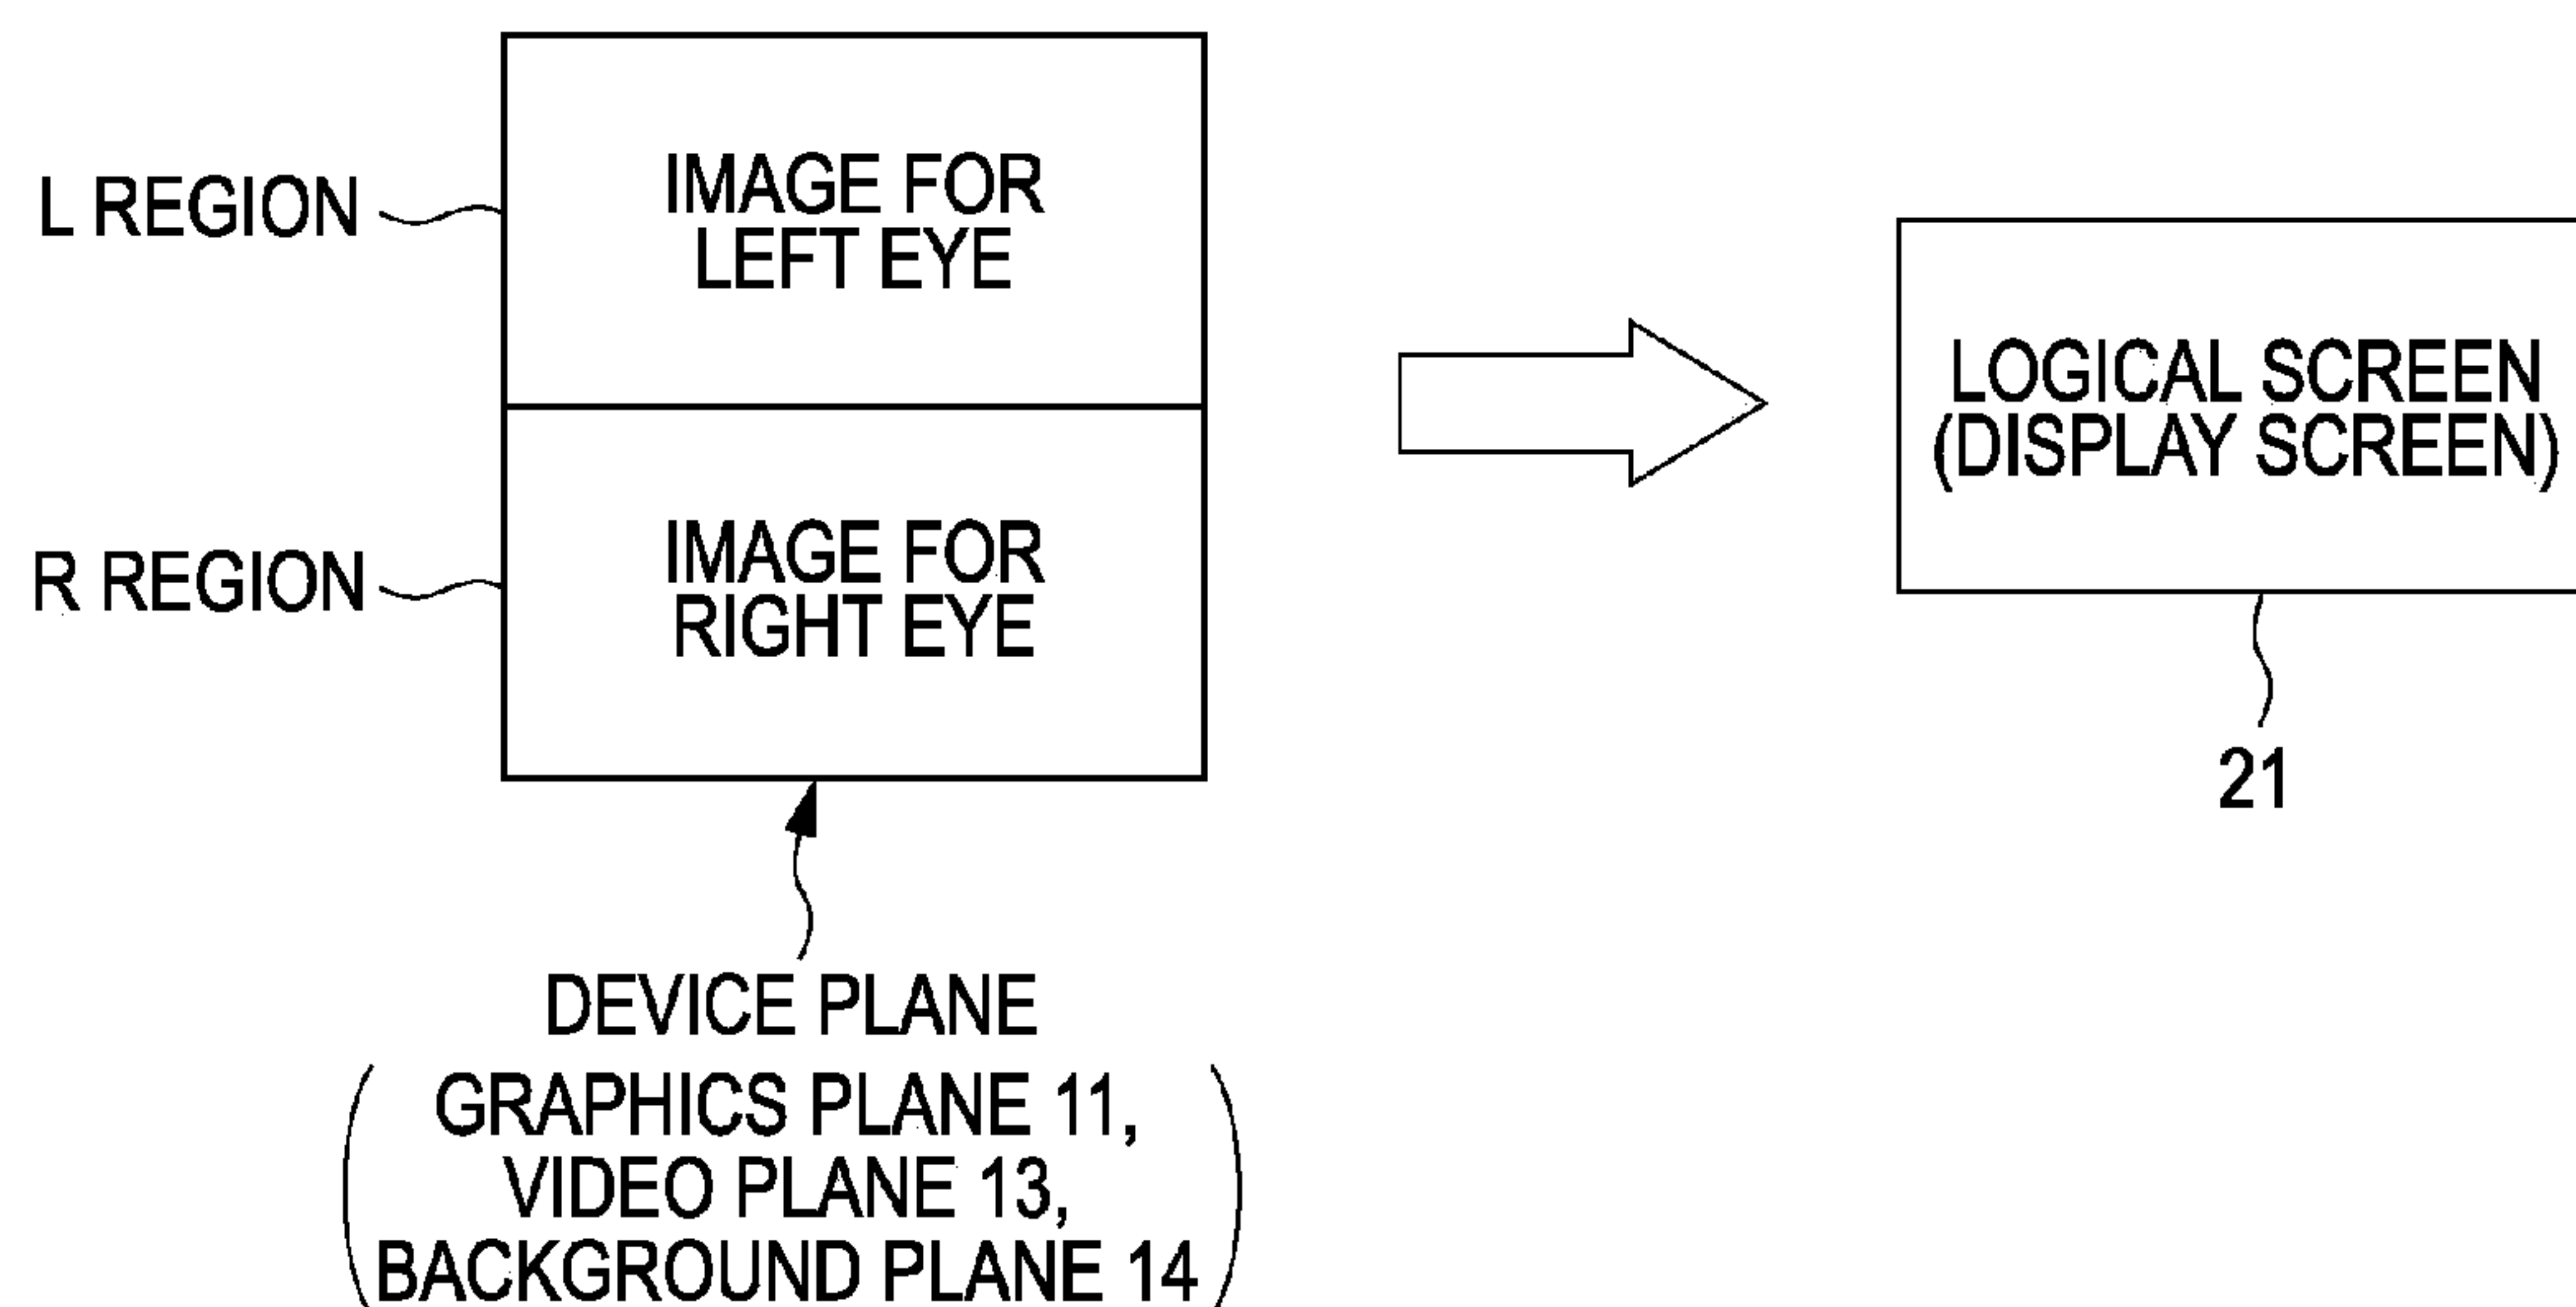 L REGION
IMAGE FOR
LEFT EYE
R REGION
IMAGE FOR
RIGHT EYE
DEVICE PLANE
GRAPHICS PLANE 11,
VIDEO PLANE 13,
BACKGROUND PLANE 14
LOGICAL SCREEN
(DISPLAY SCREEN)
21